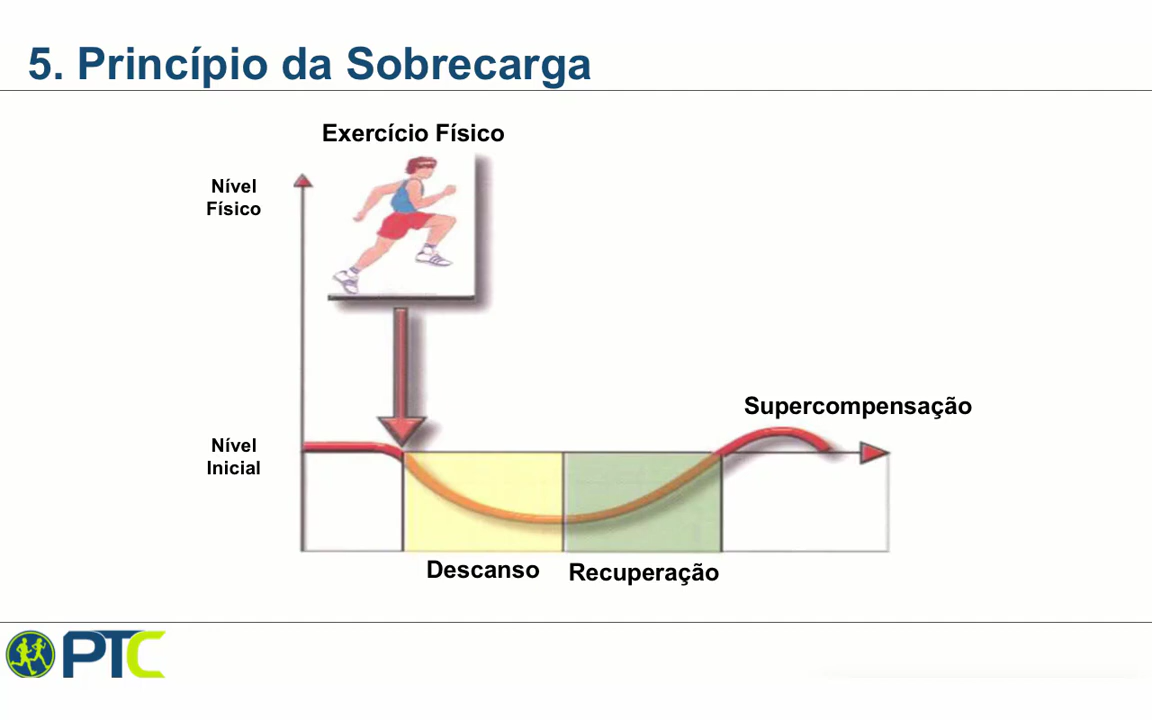 5. Princípio da Sobrecarga
Exercício Físico
Nível
Físico
Supercompensação
Nível
Inicial
Descanso
Recuperação
PTC